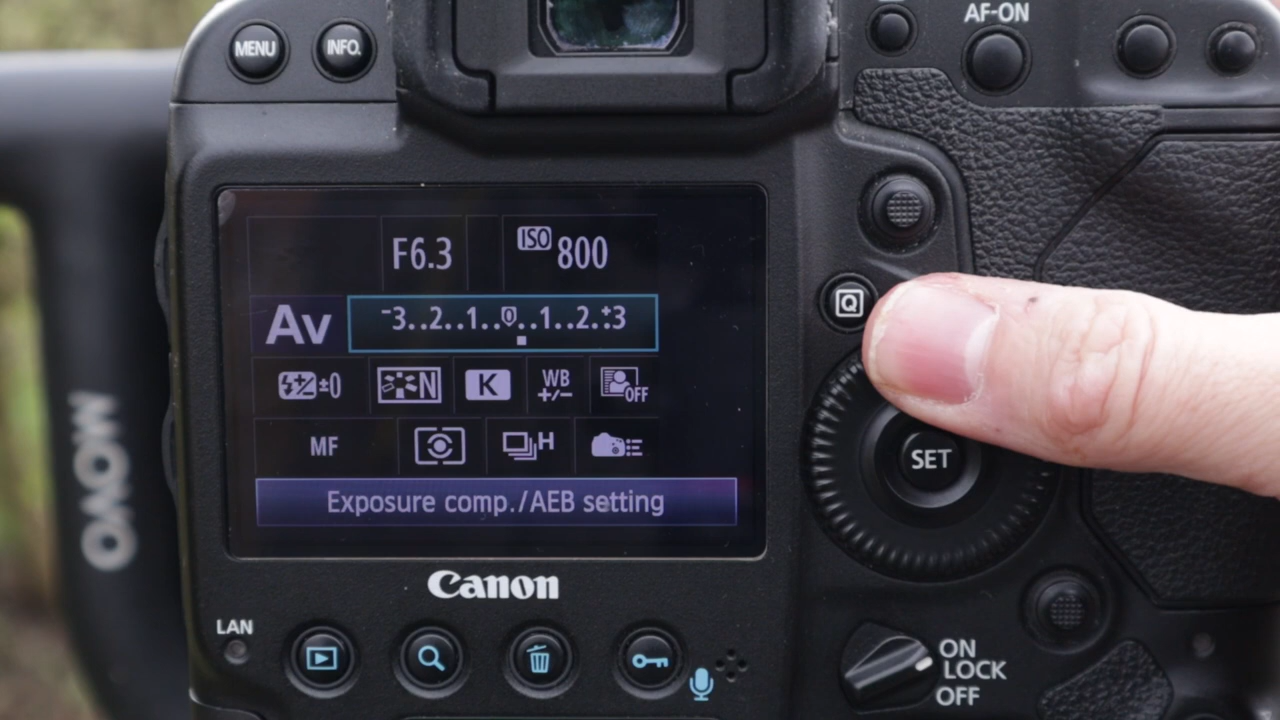 MENU
INFO.
AF-ON
F6.3
ISO 800
Av
-3..2..1..0..1..2.+3
±0
N
K
WB
+/-
OFF
MF
H
Exposure comp./AEB setting
Q
SET
MOVO
Canon
LAN
ON
LOCK
OFF